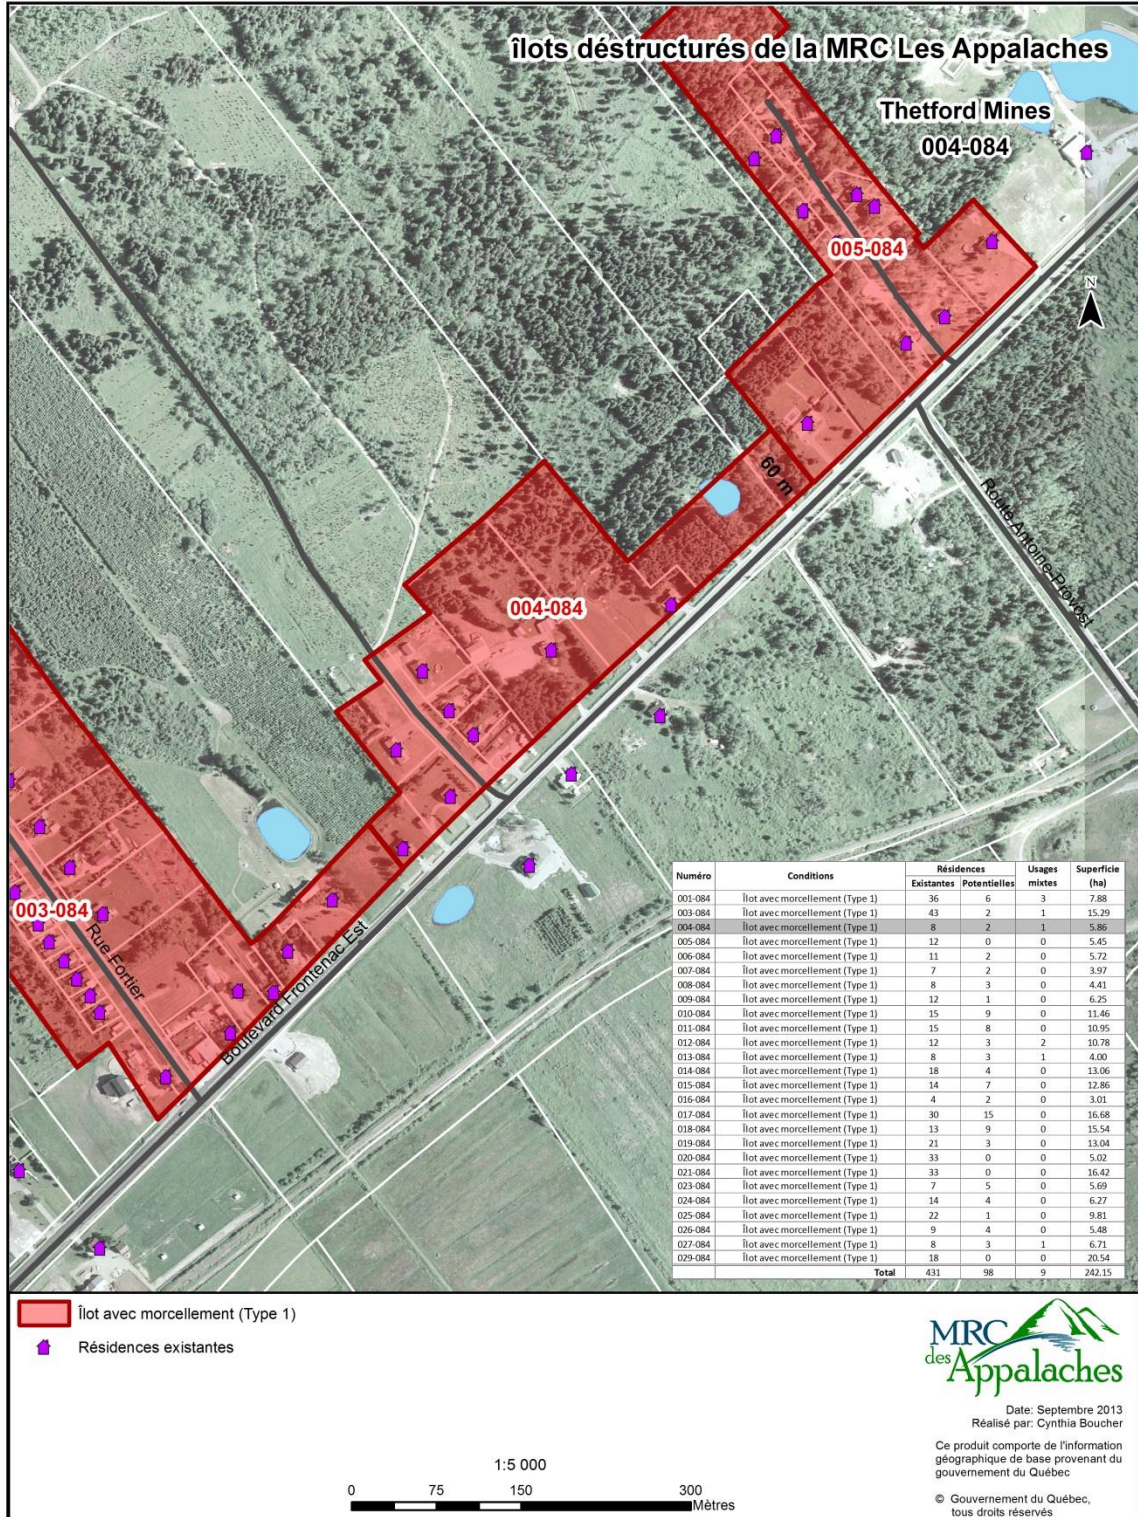 îlots déstructurés de la MRC Les Appalaches
Thetford Mines
004-084
005-084
N
60 m
Route Antoine-Provost
004-084
003-084
Rue Fortier
Boulevard Frontenac Est
Numéro Conditions Résidences Usages mixtes Superficie (ha)
Existantes Potentielles
001-084 Îlot avec morcellement (Type 1) 36 6 3 7.88
003-084 Îlot avec morcellement (Type 1) 43 2 1 15.29
004-084 Îlot avec morcellement (Type 1) 8 2 1 5.86
005-084 Îlot avec morcellement (Type 1) 12 0 0 5.45
006-084 Îlot avec morcellement (Type 1) 11 2 0 5.72
007-084 Îlot avec morcellement (Type 1) 7 2 0 3.97
008-084 Îlot avec morcellement (Type 1) 8 3 0 4.41
009-084 Îlot avec morcellement (Type 1) 12 1 0 6.25
010-084 Îlot avec morcellement (Type 1) 15 9 0 11.46
011-084 Îlot avec morcellement (Type 1) 15 8 0 10.95
012-084 Îlot avec morcellement (Type 1) 12 3 2 10.78
013-084 Îlot avec morcellement (Type 1) 8 3 1 4.00
014-084 Îlot avec morcellement (Type 1) 18 4 0 13.06
015-084 Îlot avec morcellement (Type 1) 14 7 0 12.86
016-084 Îlot avec morcellement (Type 1) 4 2 0 3.01
017-084 Îlot avec morcellement (Type 1) 30 15 0 16.68
018-084 Îlot avec morcellement (Type 1) 13 9 0 15.54
019-084 Îlot avec morcellement (Type 1) 21 3 0 13.04
020-084 Îlot avec morcellement (Type 1) 33 0 0 5.02
021-084 Îlot avec morcellement (Type 1) 33 0 0 16.42
023-084 Îlot avec morcellement (Type 1) 7 5 0 5.69
024-084 Îlot avec morcellement (Type 1) 14 4 0 6.27
025-084 Îlot avec morcellement (Type 1) 22 1 0 9.81
026-084 Îlot avec morcellement (Type 1) 9 4 0 5.48
027-084 Îlot avec morcellement (Type 1) 8 3 1 6.71
029-084 Îlot avec morcellement (Type 1) 18 0 0 20.54
Total 431 98 9 242.15
Îlot avec morcellement (Type 1)
Résidences existantes
MRC
des Appalaches
Date: Septembre 2013
Réalisé par: Cynthia Boucher
Ce produit comporte de l'information
géographique de base provenant du
gouvernement du Québec
© Gouvernement du Québec,
tous droits réservés
1:5 000
0 75 150 300
Mètres